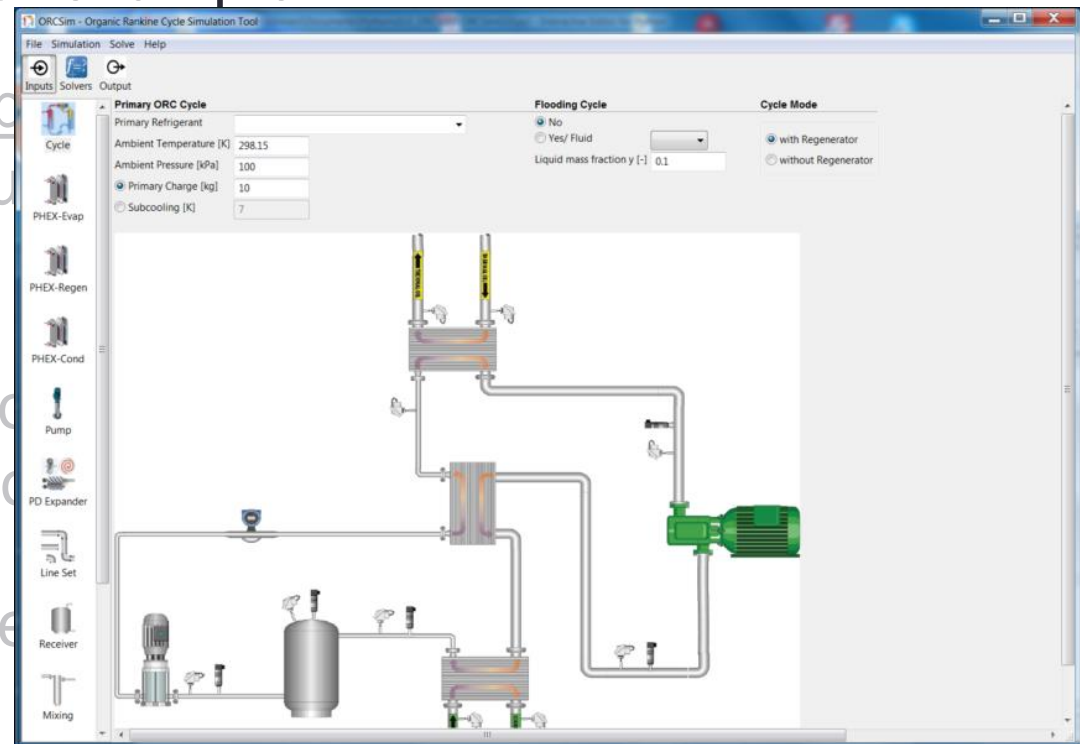 ORCSim - Organic Rankine Cycle Simulation Tool
File Simulation Solve Help
Inputs Solvers Output
Primary ORC Cycle
Primary Refrigerant
Ambient Temperature [K] 298.15
Ambient Pressure [kPa] 100
Primary Charge [kg] 10
Subcooling [K] 7
Flooding Cycle
No
Yes/ Fluid
Liquid mass fraction y [-] 0.1
Cycle Mode
with Regenerator
without Regenerator
Cycle
PHEX-Evap
PHEX-Regen
PHEX-Cond
Pump
PD Expander
Line Set
Receiver
Mixing